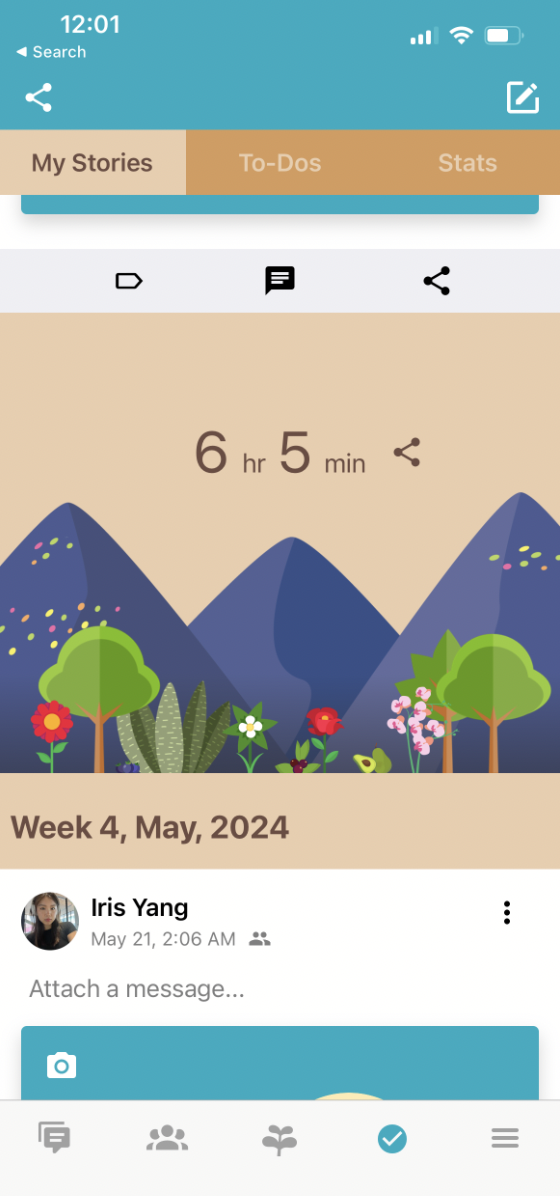 12:01
◀ Search
My Stories To-Dos Stats
6 hr 5 min
Week 4, May, 2024
Iris Yang
May 21, 2:06 AM
Attach a message...